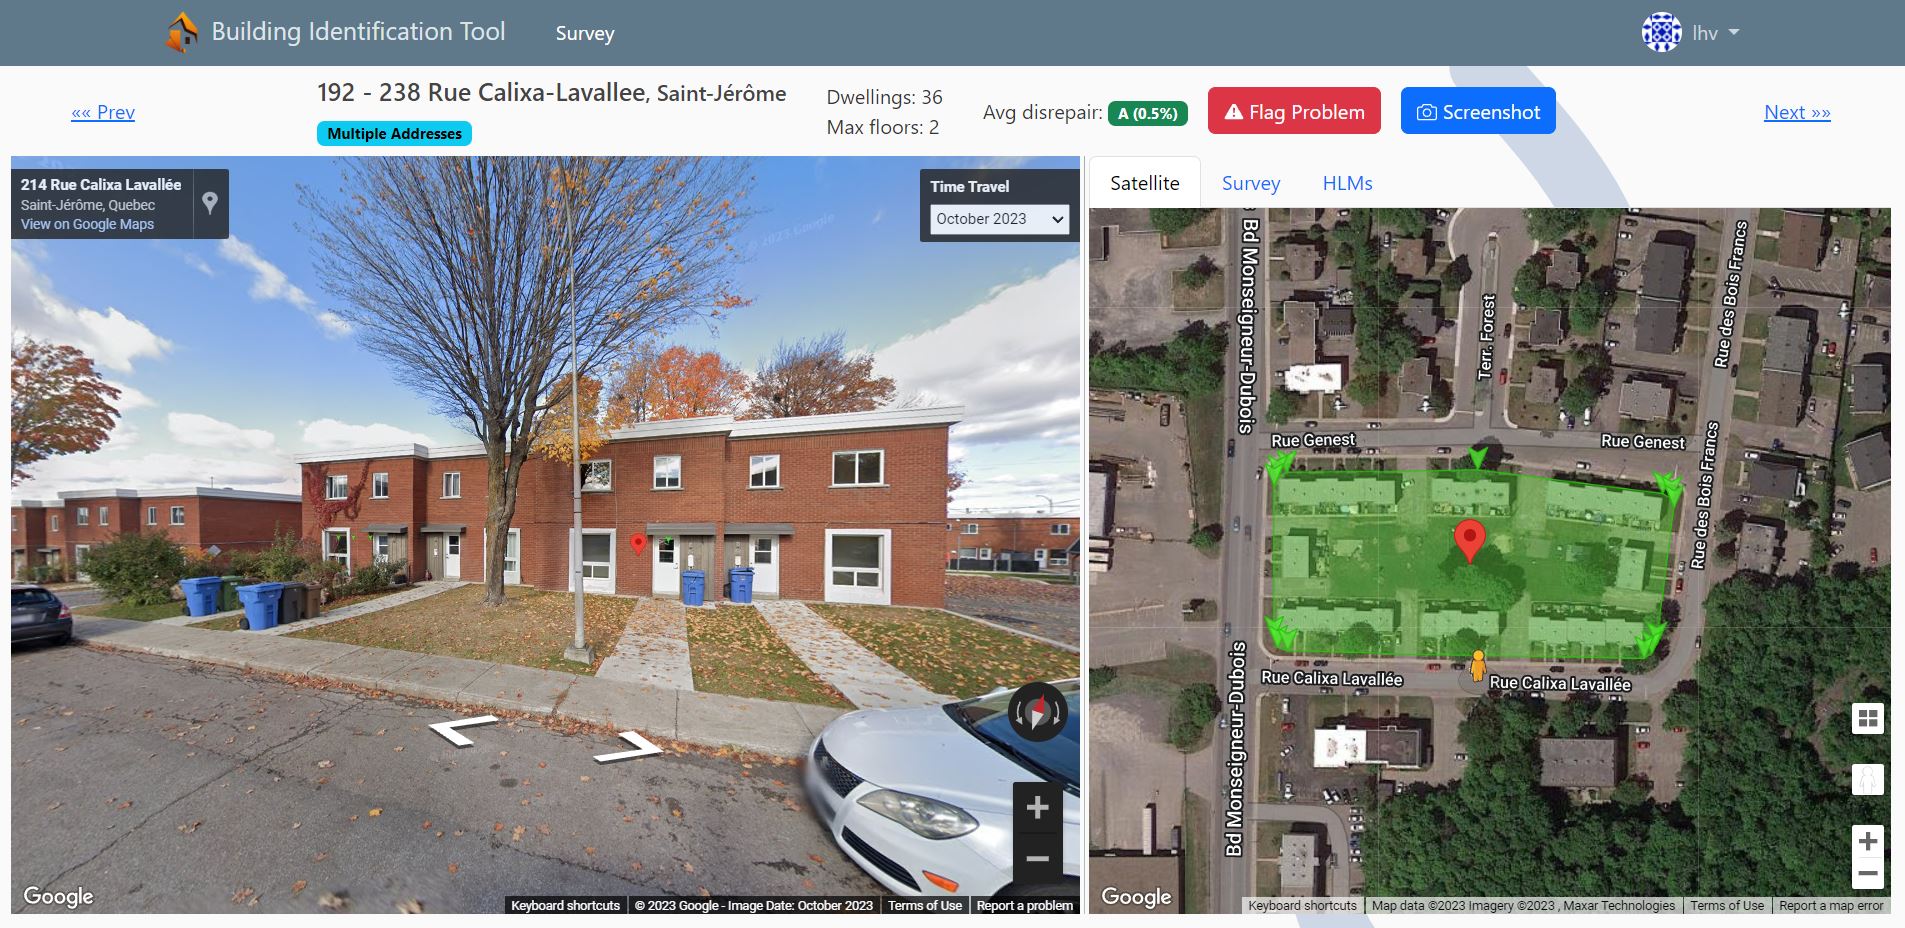 Building Identification Tool
Survey
lhv
«« Prev
192 - 238 Rue Calixa-Lavallee, Saint-Jérôme
Multiple Addresses
Dwellings: 36
Max floors: 2
Avg disrepair: A (0.5%)
Flag Problem
Screenshot
Next »»
214 Rue Calixa Lavallée
Saint-Jérôme, Quebec
View on Google Maps
Time Travel
October 2023
© 2023 Google
Google
Keyboard shortcuts
© 2023 Google - Image Date: October 2023
Terms of Use
Report a problem
Satellite
Survey
HLMs
Bd Monseigneur-Dubois
Terr. Forest
Rue des Bois Francs
Rue Genest
Rue Genest
Rue des Bois Francs
Bd Monseigneur-Dubois
Rue Calixa Lavallée
Rue Calixa Lavallée
Google
Keyboard shortcuts
Map data ©2023 Imagery ©2023 , Maxar Technologies
Terms of Use
Report a map error